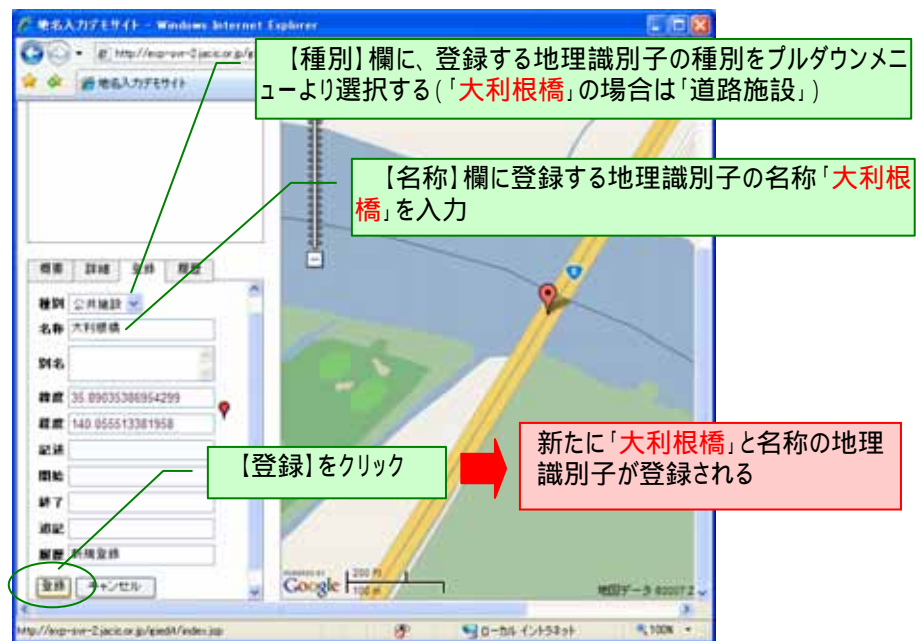 地名入力デモサイト - Windows Internet Explorer
地名入力デモサイト
【種別】欄に、登録する地理識別子の種別をプルダウンメニ
ューより選択する(「大利根橋」の場合は「道路施設」)
【名称】欄に登録する地理識別子の名称「大利根
橋」を入力
概要 詳細 登録 履歴
種別 公共施設
名称 大利根橋
別名
緯度 35.89035386954299
経度 140.055513381958
記述
開始
終了
追記
履歴 新規登録
登録 キャンセル
【登録】をクリック
新たに「大利根橋」と名称の地理
識別子が登録される
6
POWERED BY
Google
200 m
100 m
地図データ ©2007 Z
http://exp-svr-2.jacic.or.jp/giedit/index.jsp
ローカル イントラネット
100%